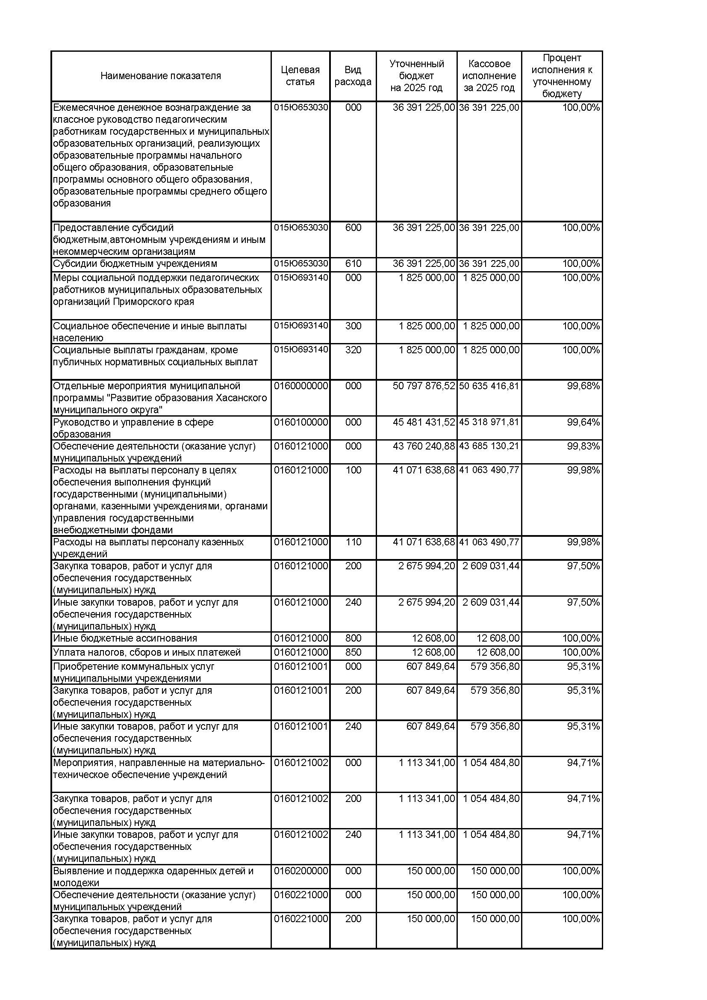 Наименование показателя
Целевая
статья
Вид
расхода
Уточненный
бюджет
на 2025 год
Кассовое
исполнение
за 2025 год
Процент
исполнения к
уточненному
бюджету
Ежемесячное денежное вознаграждение за 015Ю653030 000 36 391 225,00 36 391 225,00 100,00%
классное руководство педагогическим
работникам государственных и муниципальных
образовательных организаций, реализующих
образовательные программы начального
общего образования, образовательные
программы основного общего образования,
образовательные программы среднего общего
образования
Предоставление субсидий 015Ю653030 600 36 391 225,00 36 391 225,00 100,00%
бюджетным,автономным учреждениям и иным
некоммерческим организациям
Субсидии бюджетным учреждениям 015Ю653030 610 36 391 225,00 36 391 225,00 100,00%
Меры социальной поддержки педагогических 015Ю693140 000 1 825 000,00 1 825 000,00 100,00%
работников муниципальных образовательных
организаций Приморского края
Социальное обеспечение и иные выплаты 015Ю693140 300 1 825 000,00 1 825 000,00 100,00%
населению
Социальные выплаты гражданам, кроме 015Ю693140 320 1 825 000,00 1 825 000,00 100,00%
публичных нормативных социальных выплат
Отдельные мероприятия муниципальной 0160000000 000 50 797 876,52 50 635 416,81 99,68%
программы "Развитие образования Хасанского
муниципального округа"
Руководство и управление в сфере 0160100000 000 45 481 431,52 45 318 971,81 99,64%
образования
Обеспечение деятельности (оказание услуг) 0160121000 000 43 760 240,88 43 685 130,21 99,83%
муниципальных учреждений
Расходы на выплаты персоналу в целях 0160121000 100 41 071 638,68 41 063 490,77 99,98%
обеспечения выполнения функций
государственными (муниципальными)
органами, казенными учреждениями, органами
управления государственными
внебюджетными фондами
Расходы на выплаты персоналу казенных 0160121000 110 41 071 638,68 41 063 490,77 99,98%
учреждений
Закупка товаров, работ и услуг для 0160121000 200 2 675 994,20 2 609 031,44 97,50%
обеспечения государственных
(муниципальных) нужд
Иные закупки товаров, работ и услуг для 0160121000 240 2 675 994,20 2 609 031,44 97,50%
обеспечения государственных
(муниципальных) нужд
Иные бюджетные ассигнования 0160121000 800 12 608,00 12 608,00 100,00%
Уплата налогов, сборов и иных платежей 0160121000 850 12 608,00 12 608,00 100,00%
Приобретение коммунальных услуг 0160121001 000 607 849,64 579 356,80 95,31%
муниципальными учреждениями
Закупка товаров, работ и услуг для 0160121001 200 607 849,64 579 356,80 95,31%
обеспечения государственных
(муниципальных) нужд
Иные закупки товаров, работ и услуг для 0160121001 240 607 849,64 579 356,80 95,31%
обеспечения государственных
(муниципальных) нужд
Мероприятия, направленные на материально- 0160121002 000 1 113 341,00 1 054 484,80 94,71%
техническое обеспечение учреждений
Закупка товаров, работ и услуг для 0160121002 200 1 113 341,00 1 054 484,80 94,71%
обеспечения государственных
(муниципальных) нужд
Иные закупки товаров, работ и услуг для 0160121002 240 1 113 341,00 1 054 484,80 94,71%
обеспечения государственных
(муниципальных) нужд
Выявление и поддержка одаренных детей и 0160200000 000 150 000,00 150 000,00 100,00%
молодежи
Обеспечение деятельности (оказание услуг) 0160221000 000 150 000,00 150 000,00 100,00%
муниципальных учреждений
Закупка товаров, работ и услуг для 0160221000 200 150 000,00 150 000,00 100,00%
обеспечения государственных
(муниципальных) нужд